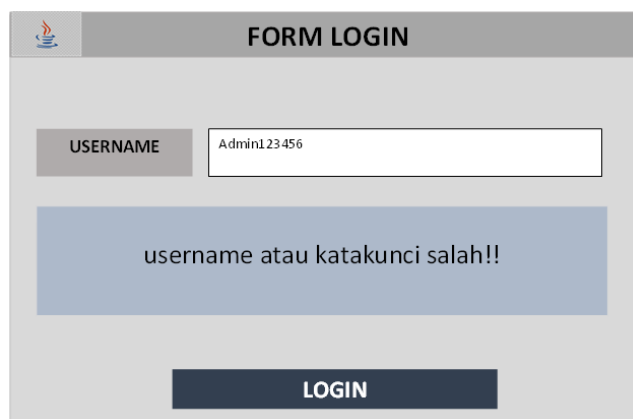 FORM LOGIN
USERNAME
Admin123456
username atau katakunci salah!!
LOGIN